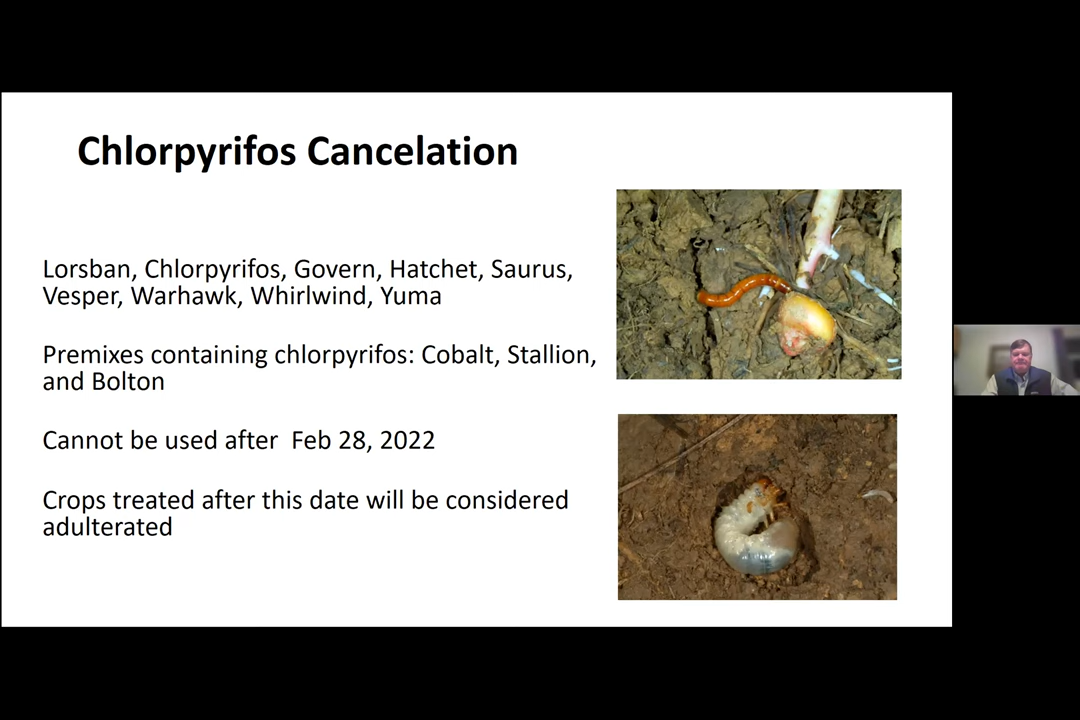 Chlorpyrifos Cancelation
Lorsban, Chlorpyrifos, Govern, Hatchet, Saurus,
Vesper, Warhawk, Whirlwind, Yuma
Premixes containing chlorpyrifos: Cobalt, Stallion,
and Bolton
Cannot be used after  Feb 28, 2022
Crops treated after this date will be considered
adulterated